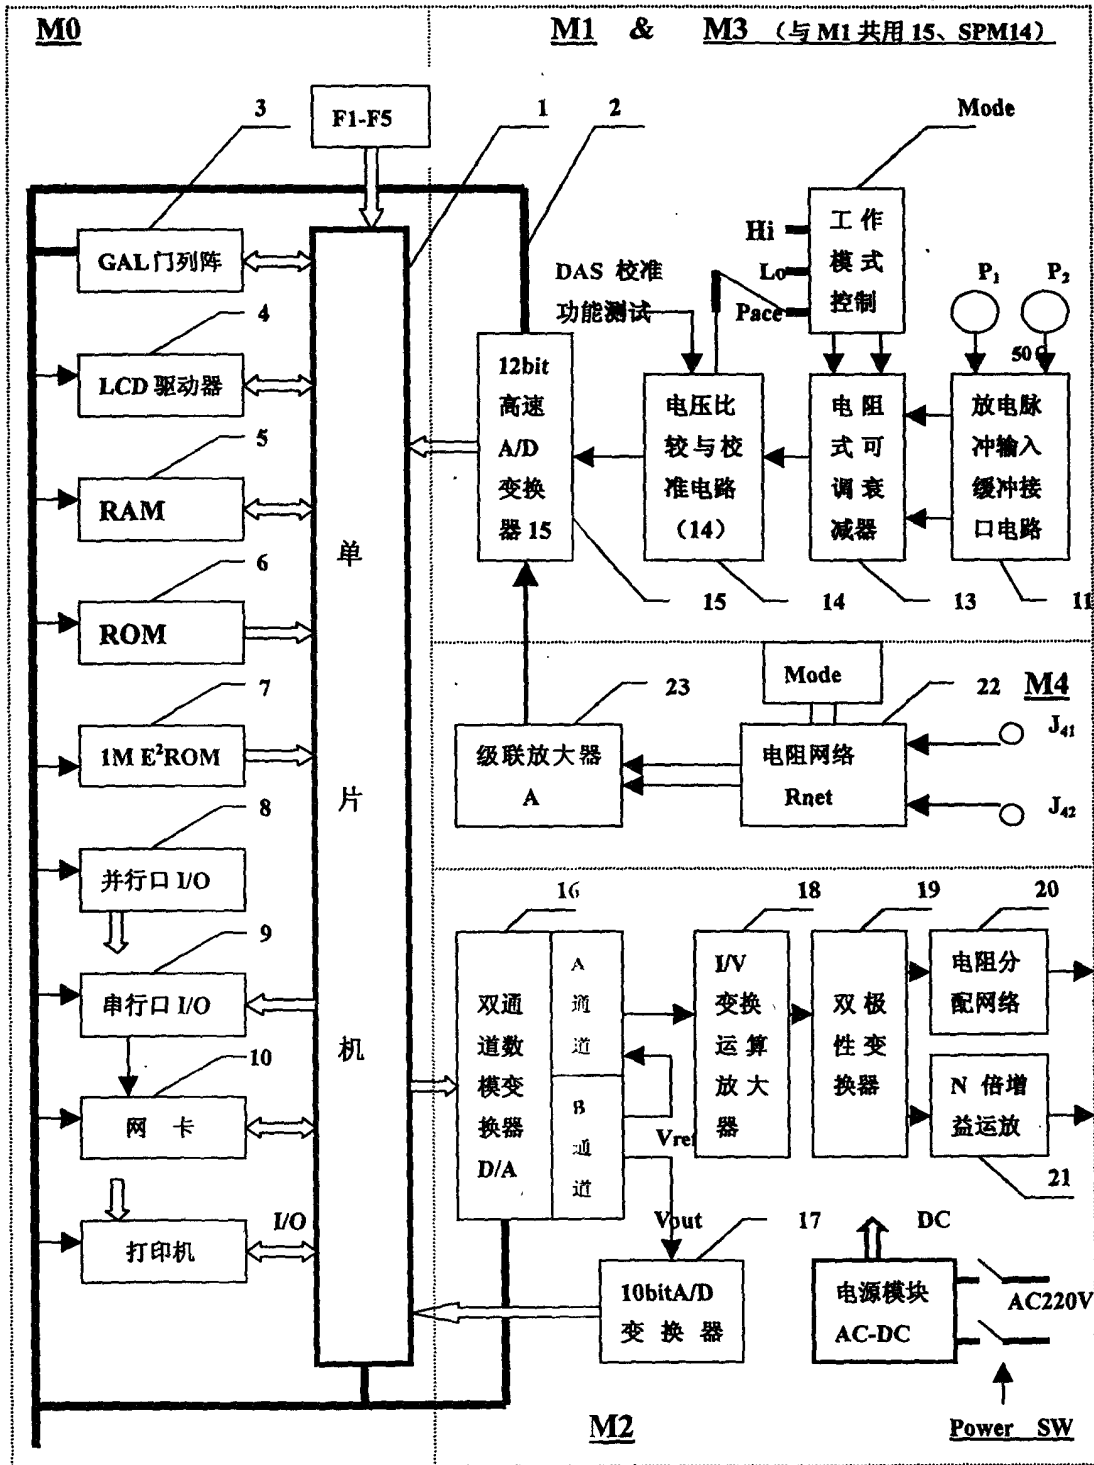 M0
M1 & M3 （与M1共用15、SPM14）
3
F1-F5
1
2
Mode
GAL门列阵
4
LCD驱动器
5
RAM
6
ROM
7
1M E²ROM
8
并行口I/O
9
串行口I/O
10
网 卡
I/O
打印机
单
片
机
12bit
高速
A/D
变换
器15
DAS校准
功能测试
Hi
Lo
Pace
工作
模式
控制
P₁
P₂
电压比
较与校
准电路
（14）
电阻
式可
调衰
减器
放电脉
冲输入
缓冲接
口电路
15
14
13
11
Mode
M4
23
22
级联放大器
A
电阻网络
Rnet
J₄₁
J₄₂
16
18
19
20
双通
道数
模变
换器
D/A
A
通
道
B
通
道
Vref
I/V
变换
运算
放大
器
双极
性变
换器
电阻分
配网络
N倍增
益运放
21
Vout
17
DC
10bitA/D
变换器
电源模块
AC-DC
AC220V
M2
Power SW